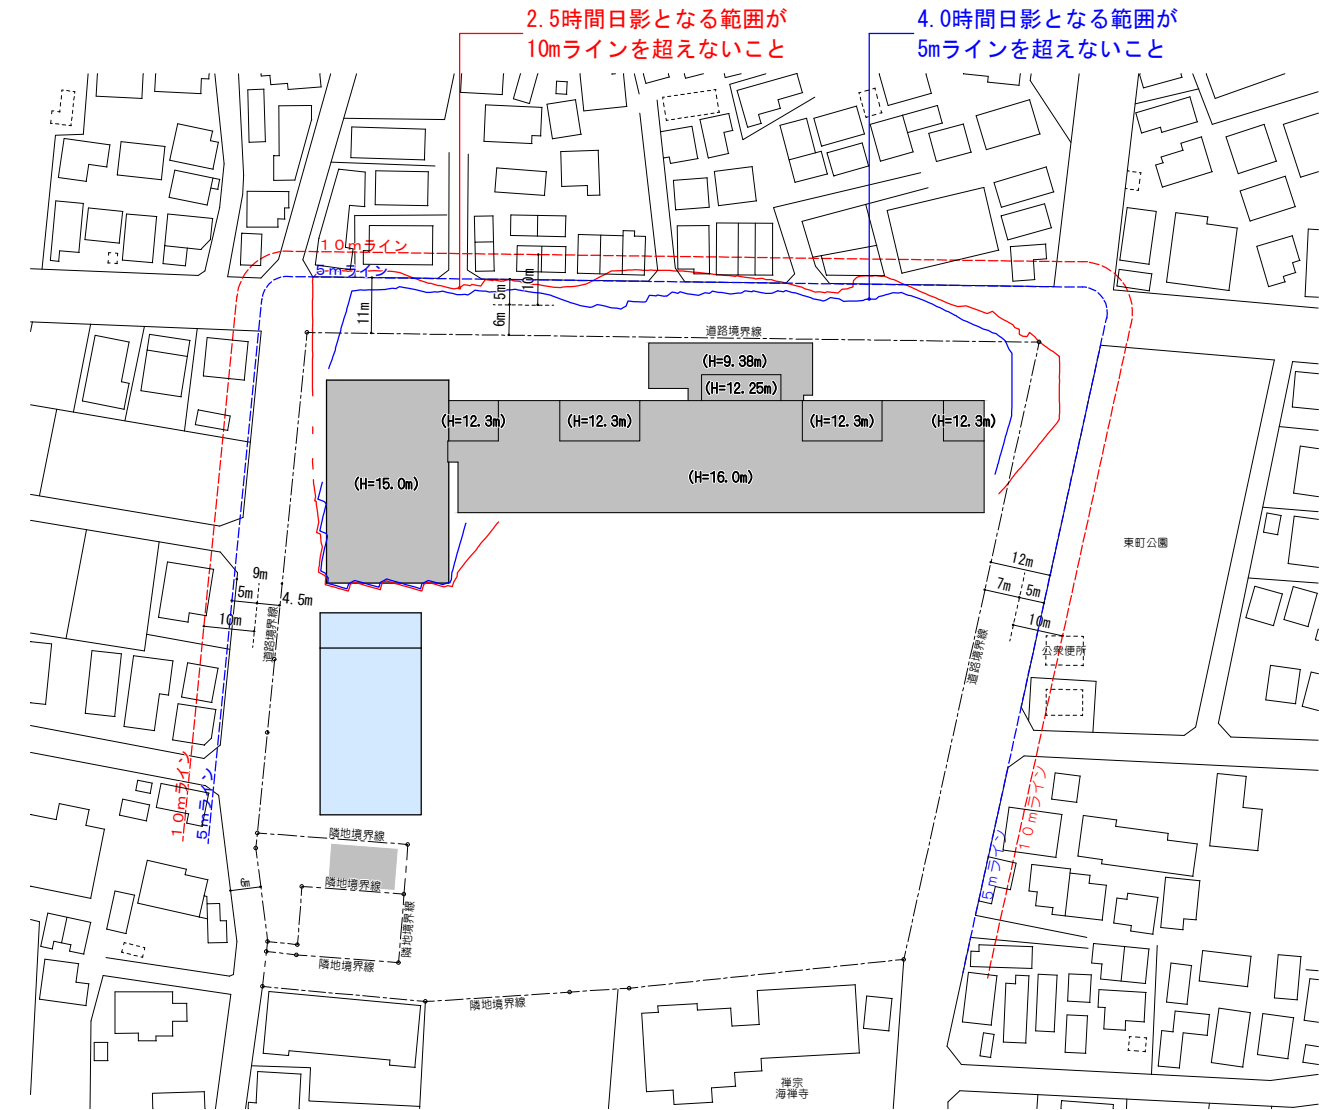 2.5時間日影となる範囲が
10mラインを超えないこと
4.0時間日影となる範囲が
5mラインを超えないこと
10mライン
5mライン
11m
5m
10m
6m
道路境界線
(H=9.38m)
(H=12.25m)
(H=12.3m)
(H=12.3m)
(H=12.3m)
(H=12.3m)
(H=15.0m)
(H=16.0m)
東町公園
9m
5m
4.5m
10m
道路境界線
12m
7m
5m
10m
公衆便所
道路境界線
10mライン
5mライン
10mライン
5mライン
隣地境界線
6m
隣地境界線
隣地境界線
隣地境界線
隣地境界線
禅宗
海禅寺